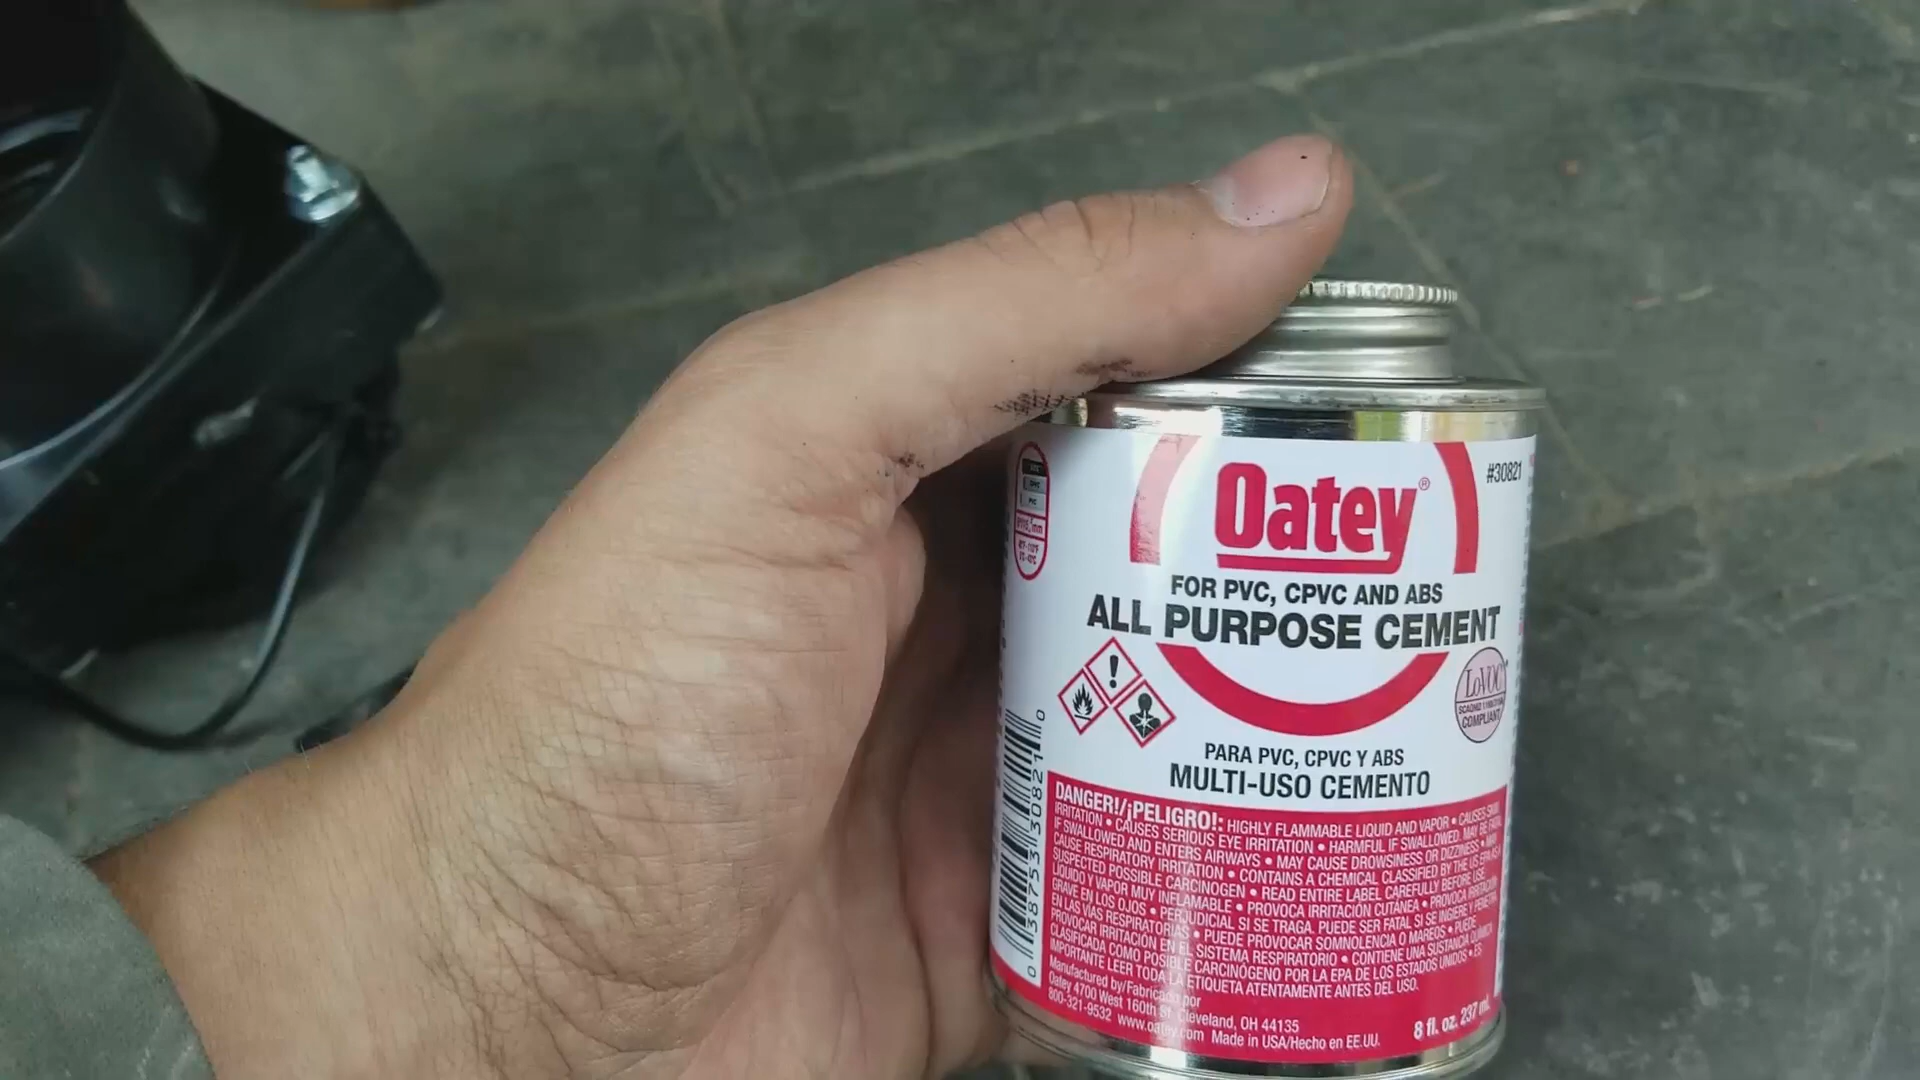 Oatey®
#30821
FOR PVC, CPVC AND ABS
ALL PURPOSE CEMENT
LoVOC
COMPLIANT
PARA PVC, CPVC Y ABS
MULTI-USO CEMENTO
DANGER!/¡PELIGRO!: HIGHLY FLAMMABLE LIQUID AND VAPOR • CAUSES SKIN
IRRITATION • CAUSES SERIOUS EYE IRRITATION • HARMFUL IF SWALLOWED. MAY BE FATAL
IF SWALLOWED AND ENTERS AIRWAYS • MAY CAUSE DROWSINESS OR DIZZINESS • MAY
CAUSE RESPIRATORY IRRITATION • CONTAINS A CHEMICAL CLASSIFIED BY THE US EPA AS A
SUSPECTED POSSIBLE CARCINOGEN • READ ENTIRE LABEL CAREFULLY BEFORE USE.
LIQUIDO Y VAPOR MUY INFLAMABLE • PROVOCA IRRITACIÓN CUTÁNEA • PROVOCA IRRITACIÓN
GRAVE EN LOS OJOS • PERJUDICIAL SI SE TRAGA. PUEDE SER FATAL SI SE INGIERE Y PENETRA
EN LAS VÍAS RESPIRATORIAS • PUEDE PROVOCAR SOMNOLENCIA O MAREOS • PUEDE
PROVOCAR IRRITACIÓN EN EL SISTEMA RESPIRATORIO • CONTIENE UNA SUSTANCIA QUÍMICA
CLASIFICADA COMO POSIBLE CARCINÓGENO POR LA EPA DE LOS ESTADOS UNIDOS • ES
IMPORTANTE LEER TODA LA ETIQUETA ATENTAMENTE ANTES DEL USO.
Manufactured by/Fabricado por
Oatey 4700 West 160th St. Cleveland, OH 44135
800-321-9532 www.oatey.com Made in USA/Hecho en EE.UU.
8 fl. oz. 237 mL
0 38753 30821 0